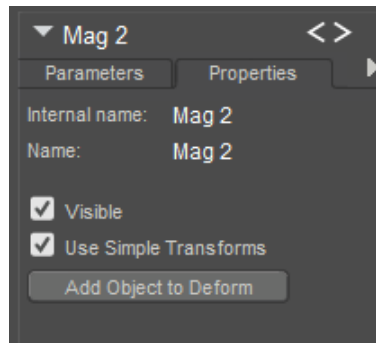 Mag 2 < >
Parameters Properties
Internal name: Mag 2
Name: Mag 2
Visible
Use Simple Transforms
Add Object to Deform